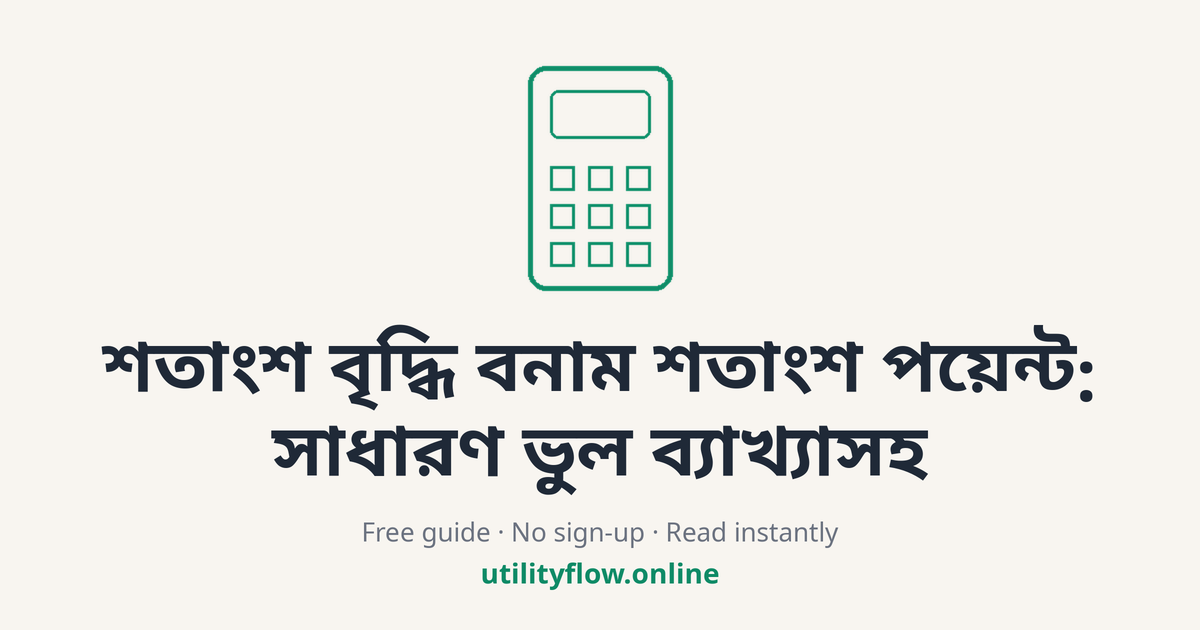 শতাংশ বৃদ্ধি বনাম শতাংশ পয়েন্ট:
সাধারণ ভুল ব্যাখ্যাসহ
Free guide · No sign-up · Read instantly
utilityflow.online